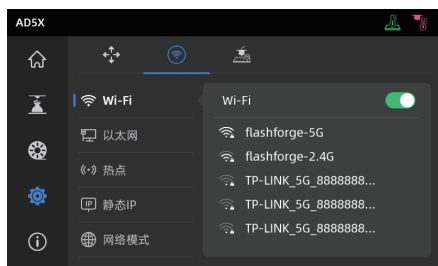 AD5X
Wi-Fi
以太网
热点
IP 静态IP
网络模式
Wi-Fi
flashforge-5G
flashforge-2.4G
TP-LINK_5G_8888888...
TP-LINK_5G_8888888...
TP-LINK_5G_8888888...